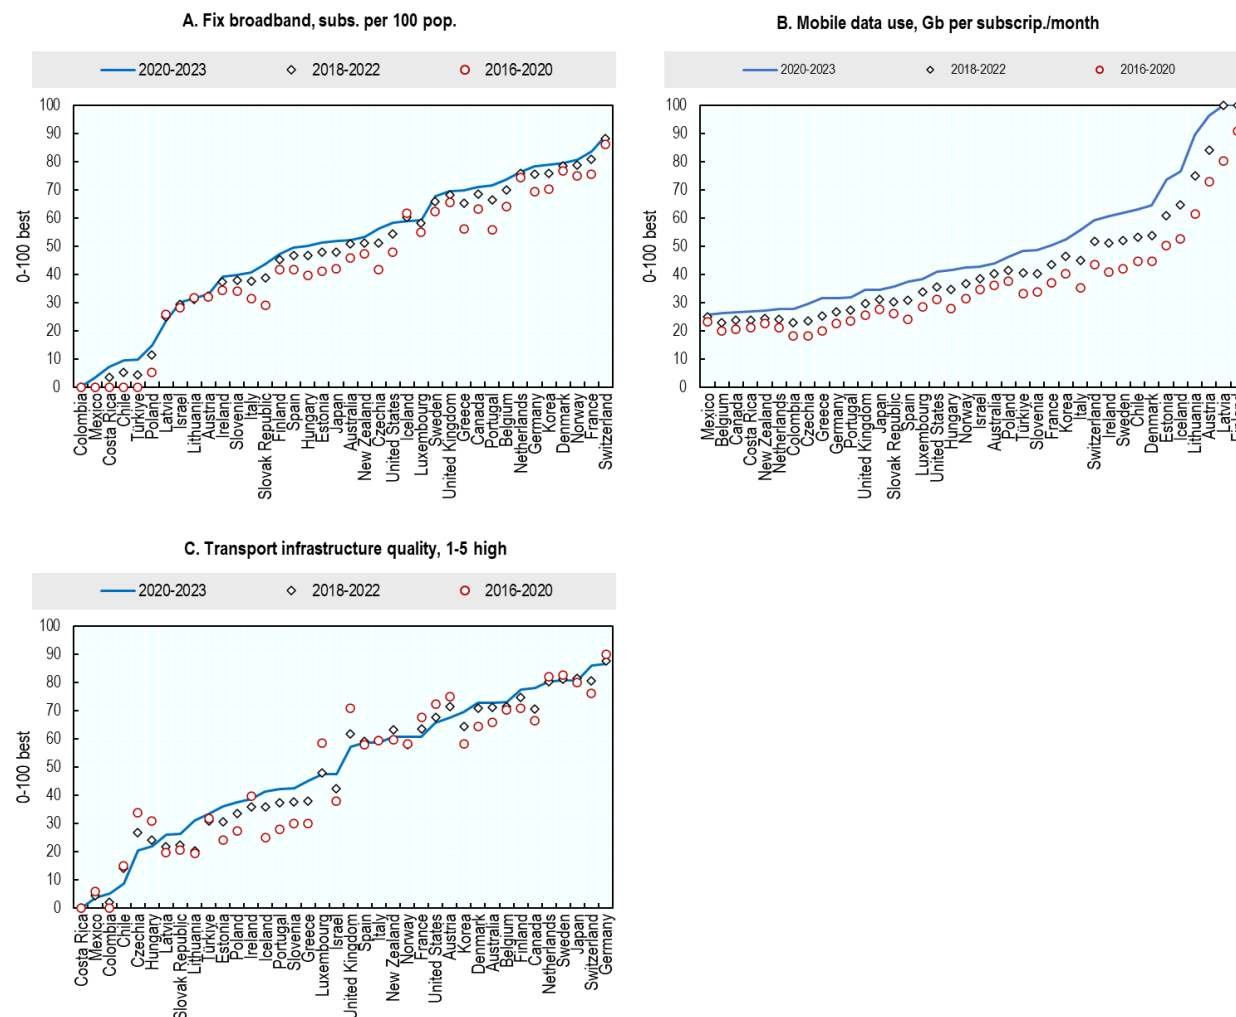 A. Fix broadband, subs. per 100 pop.
2020-2023 2018-2022 2016-2020
100
90
80
70
60
50
40
30
20
10
0
0-100 best
Colombia
Mexico
Costa Rica
Chile
Türkiye
Poland
Latvia
Israel
Lithuania
Austria
Ireland
Slovenia
Italy
Slovak Republic
Finland
Spain
Hungary
Estonia
Japan
Australia
New Zealand
Czechia
United States
Iceland
Luxembourg
Sweden
United Kingdom
Greece
Canada
Portugal
Belgium
Netherlands
Germany
Korea
Denmark
Norway
France
Switzerland
B. Mobile data use, Gb per subscrip./month
2020-2023 2018-2022 2016-2020
100
90
80
70
60
50
40
30
20
10
0
0-100 best
Mexico
Belgium
Canada
Costa Rica
New Zealand
Netherlands
Colombia
Czechia
Greece
Germany
Portugal
United Kingdom
Japan
Slovak Republic
Spain
Luxembourg
United States
Hungary
Norway
Israel
Australia
Poland
Türkiye
Slovenia
France
Korea
Italy
Switzerland
Ireland
Sweden
Chile
Denmark
Estonia
Iceland
Lithuania
Austria
Latvia
C. Transport infrastructure quality, 1-5 high
2020-2023 2018-2022 2016-2020
100
90
80
70
60
50
40
30
20
10
0
0-100 best
Costa Rica
Mexico
Colombia
Chile
Czechia
Hungary
Latvia
Slovak Republic
Lithuania
Türkiye
Estonia
Poland
Ireland
Iceland
Portugal
Slovenia
Greece
Luxembourg
Israel
United Kingdom
Spain
Italy
New Zealand
Norway
France
United States
Austria
Korea
Denmark
Australia
Belgium
Finland
Canada
Netherlands
Sweden
Japan
Switzerland
Germany